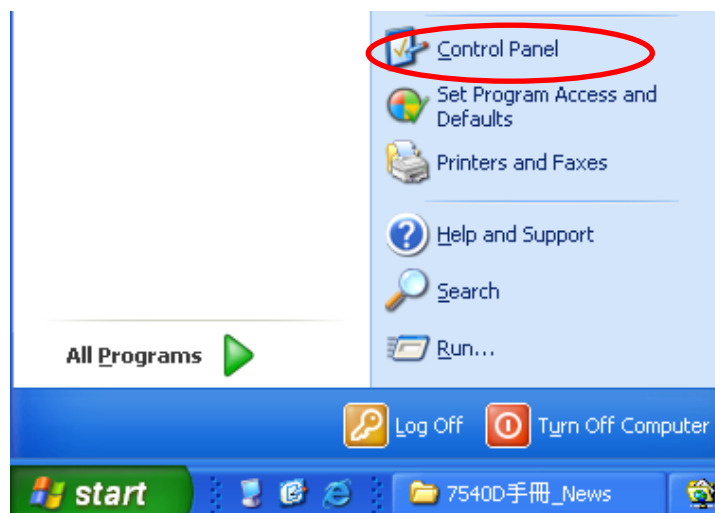 Control Panel
Set Program Access and
Defaults
Printers and Faxes
Help and Support
Search
Run...
All Programs
Log Off
Turn Off Computer
start
7540D手冊_News